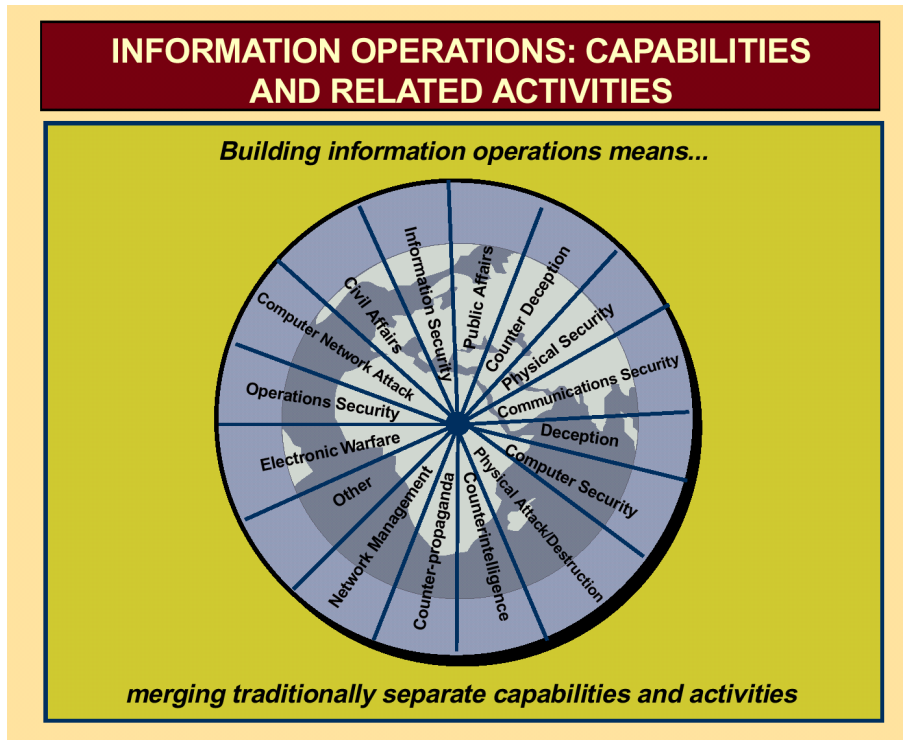 INFORMATION OPERATIONS: CAPABILITIES
AND RELATED ACTIVITIES
Building information operations means...
Public Affairs
Counter Deception
Physical Security
Communications Security
Deception
Computer Security
Physical Attack/Destruction
Counterintelligence
Counter-propaganda
Network Management
Other
Electronic Warfare
Operations Security
Computer Network Attack
Civil Affairs
Information Security
merging traditionally separate capabilities and activities